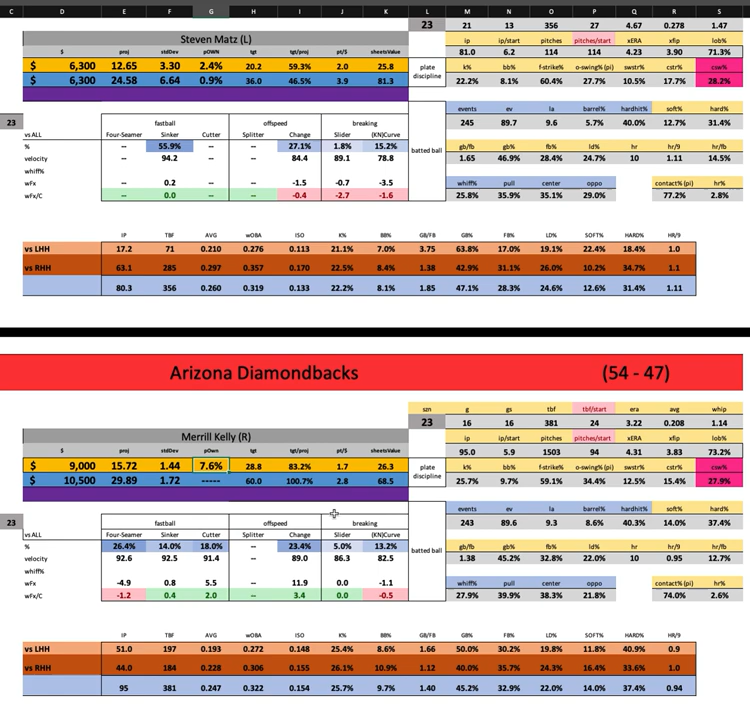 C D E F G H I J K L M N O P Q R S
23 21 13 356 27 4.67 0.278 1.47
Steven Matz (L) ip ip/start pitches pitches/start xERA xfip lob%
$ proj stdDev pOWN tgt tgt/proj pt/$ sheetsValue 81.0 6.2 114 114 4.23 3.90 71.3%
$ 6,300 12.65 3.30 2.4% 20.2 59.3% 2.0 25.8 plate discipline k% bb% f-strike% o-swing% (pi) swstr% cstr% csw%
$ 6,300 24.58 6.64 0.9% 36.0 46.5% 3.9 81.3 22.2% 8.1% 60.4% 27.7% 10.5% 17.7% 28.2%
events ev la barrel% hardhit% soft% hard%
23 fastball offspeed breaking 245 89.7 9.6 5.7% 40.0% 12.7% 31.4%
vs ALL Four-Seamer Sinker Cutter Splitter Change Slider (KN)Curve
% -- 55.9% -- -- 27.1% 1.8% 15.2% batted ball gb/fb gb% fb% ld% hr hr/9 hr/fb
velocity -- 94.2 -- -- 84.4 89.1 78.8 1.65 46.9% 28.4% 24.7% 10 1.11 14.5%
whiff%
wFx -- 0.2 -- -- -1.5 -0.7 -3.5 whiff% pull center oppo contact% (pi) hr%
wFx/C -- 0.0 -- -- -0.4 -2.7 -1.6 25.8% 35.9% 35.1% 29.0% 77.2% 2.8%
IP TBF AVG wOBA ISO K% BB% GB/FB GB% FB% LD% SOFT% HARD% HR/9
vs LHH 17.2 71 0.210 0.276 0.113 21.1% 7.0% 3.75 63.8% 17.0% 19.1% 22.4% 18.4% 1.0
vs RHH 63.1 285 0.297 0.357 0.170 22.5% 8.4% 1.38 42.9% 31.1% 26.0% 10.2% 34.7% 1.1
80.3 356 0.260 0.319 0.133 22.2% 8.1% 1.85 47.1% 28.3% 24.6% 12.6% 31.4% 1.11
Arizona Diamondbacks (54 - 47)
szn g gs tbf tbf/start era avg whip
23 16 16 381 24 3.22 0.208 1.14
Merrill Kelly (R) ip ip/start pitches pitches/start xERA xfip lob%
$ proj stdDev pOwn tgt tgt/proj pt/$ sheetsValue 95.0 5.9 1503 94 4.31 3.83 73.2%
$ 9,000 15.72 1.44 7.6% 28.8 83.2% 1.7 26.3 plate discipline k% bb% f-strike% o-swing% (pi) swstr% cstr% csw%
$ 10,500 29.89 1.72 ----- 60.0 100.7% 2.8 68.5 25.7% 9.7% 59.1% 34.4% 12.5% 15.4% 27.9%
events ev la barrel% hardhit% soft% hard%
23 fastball offspeed breaking 243 89.6 9.3 8.6% 40.3% 14.0% 37.4%
vs ALL Four-Seamer Sinker Cutter Splitter Change Slider (KN)Curve
% 26.4% 14.0% 18.0% -- 23.4% 5.0% 13.2% batted ball gb/fb gb% fb% ld% hr hr/9 hr/fb
velocity 92.6 92.5 91.4 -- 89.0 86.3 82.5 1.38 45.2% 32.8% 22.0% 10 0.95 12.7%
whiff%
wFx -4.9 0.8 5.5 11.9 0.0 -1.1 whiff% pull center oppo contact% (pi) hr%
wFx/C -1.2 0.4 2.0 -- 3.4 0.0 -0.5 27.9% 39.9% 38.3% 21.8% 74.0% 2.6%
IP TBF AVG wOBA ISO K% BB% GB/FB GB% FB% LD% SOFT% HARD% HR/9
vs LHH 51.0 197 0.193 0.272 0.148 25.4% 8.6% 1.66 50.0% 30.2% 19.8% 11.8% 40.9% 0.9
vs RHH 44.0 184 0.228 0.306 0.155 26.1% 10.9% 1.12 40.0% 35.7% 24.3% 16.4% 33.6% 1.0
95 381 0.247 0.322 0.154 25.7% 9.7% 1.40 45.2% 32.9% 22.0% 14.0% 37.4% 0.94